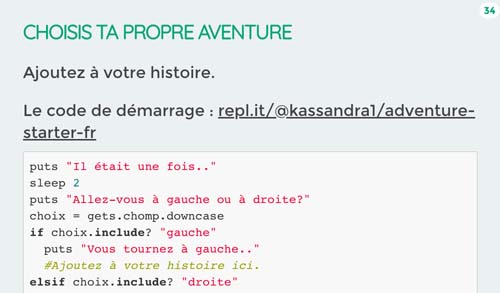 34
CHOISIS TA PROPRE AVENTURE
Ajoutez à votre histoire.
Le code de démarrage : repl.it/@kassandra1/adventure-
starter-fr
puts "Il était une fois.."
sleep 2
puts "Allez-vous à gauche ou à droite?"
choix = gets.chomp.downcase
if choix.include? "gauche"
  puts "Vous tournez à gauche.."
  #Ajoutez à votre histoire ici.
elsif choix.include? "droite"